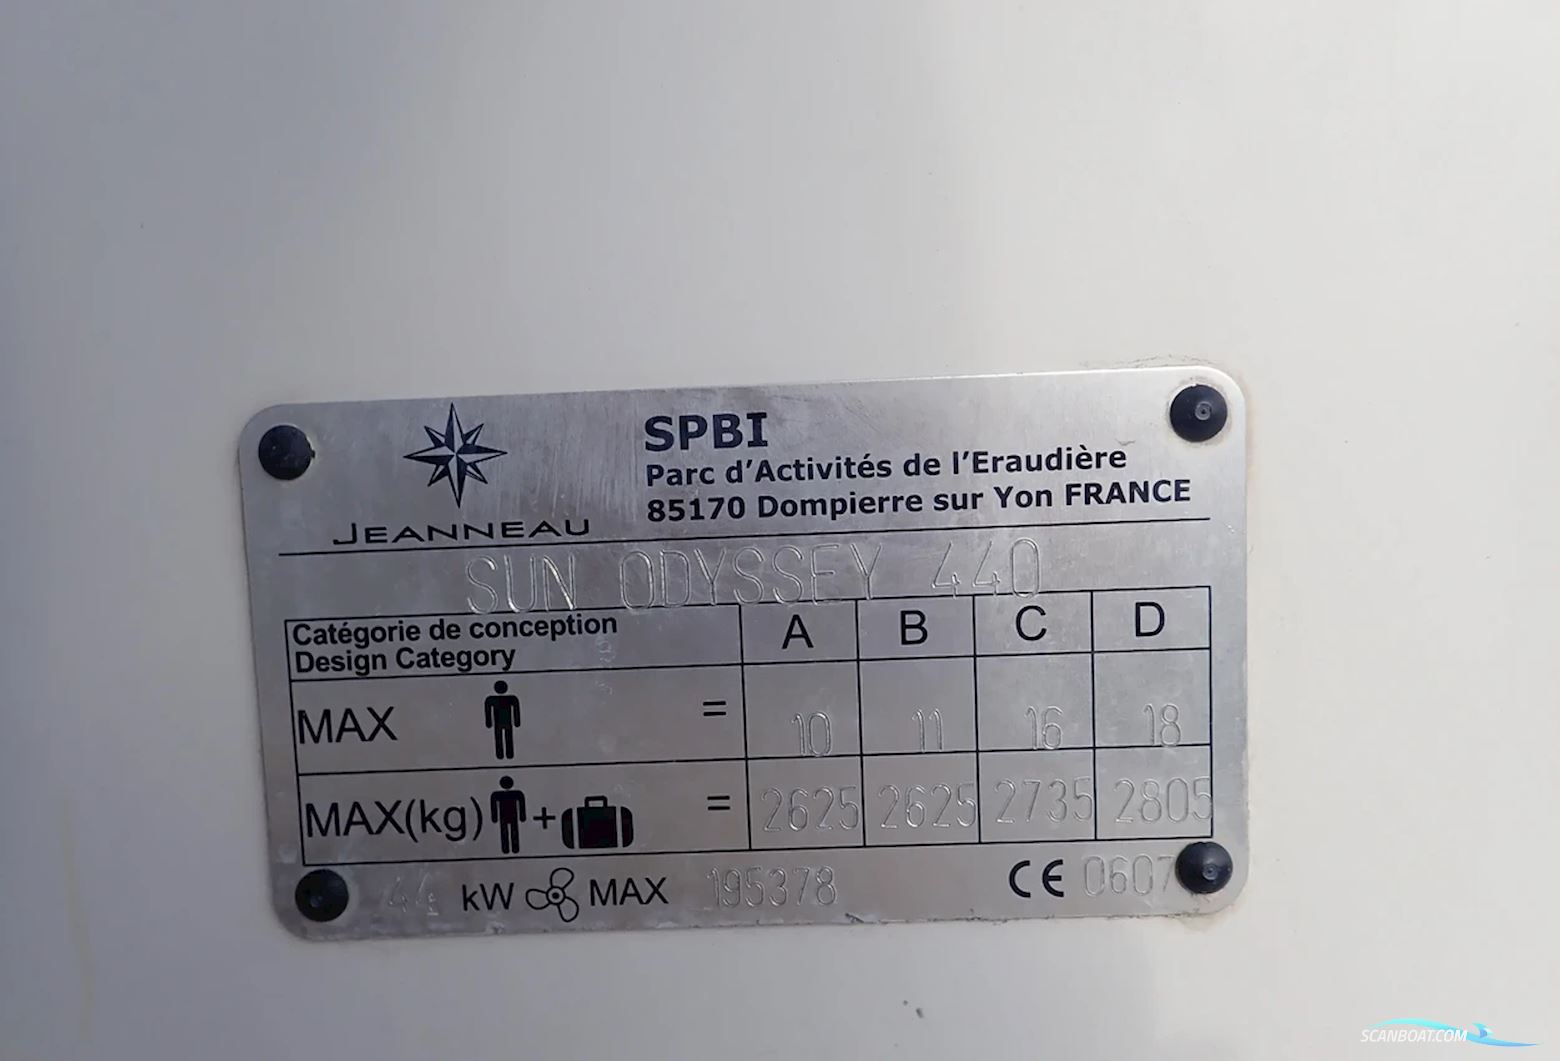 JEANNEAU
SPBI
Parc d'Activités de l'Eraudière
85170 Dompierre sur Yon FRANCE
SUN ODYSSEY 440
Catégorie de conception
Design Category
A B C D
MAX = 10 11 16 18
MAX(kg) + = 2625 2625 2735 2805
44 kW MAX 195378 CE 0607
SCANBOAT.COM